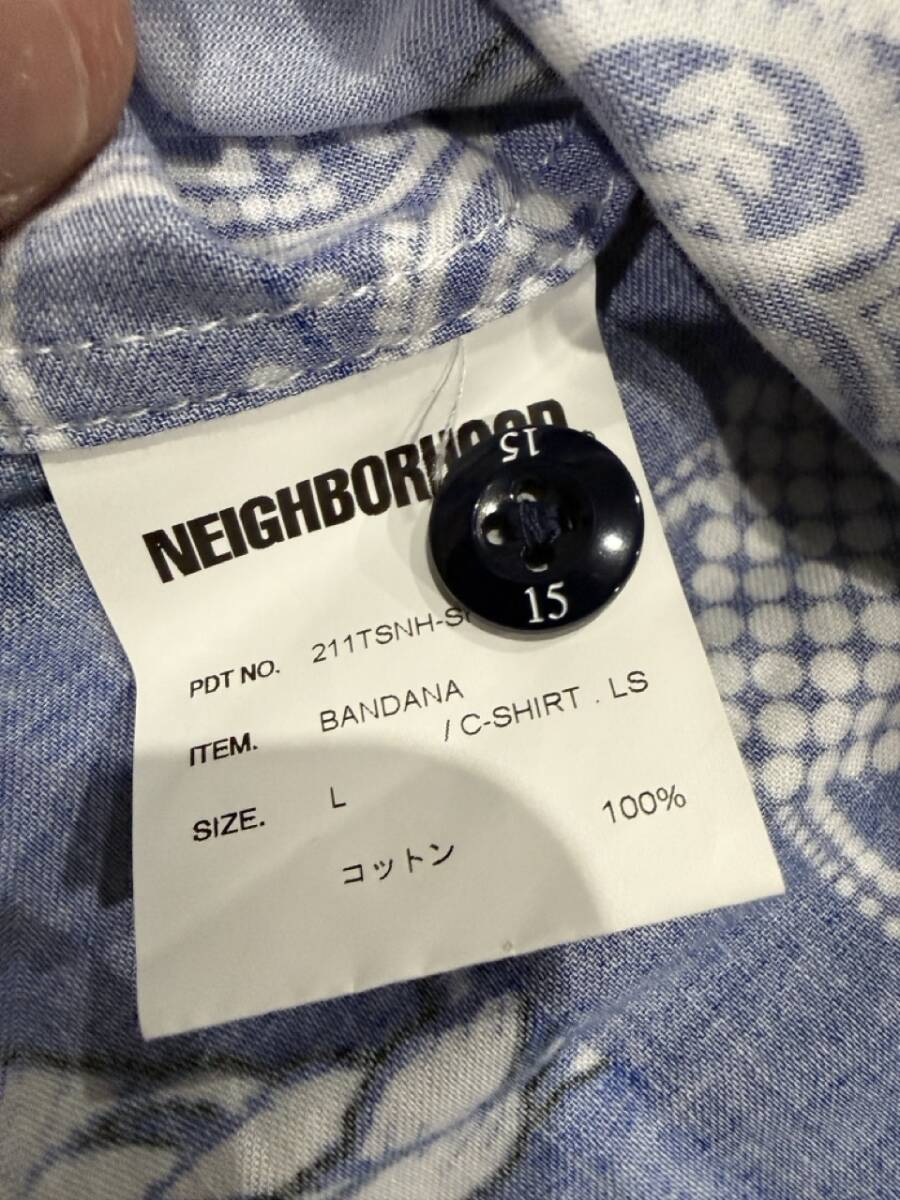 NEIGHBORHOOD
15
15
PDT NO. 211TSNH-S
ITEM. BANDANA
/ C-SHIRT . LS
SIZE. L
コットン 100%